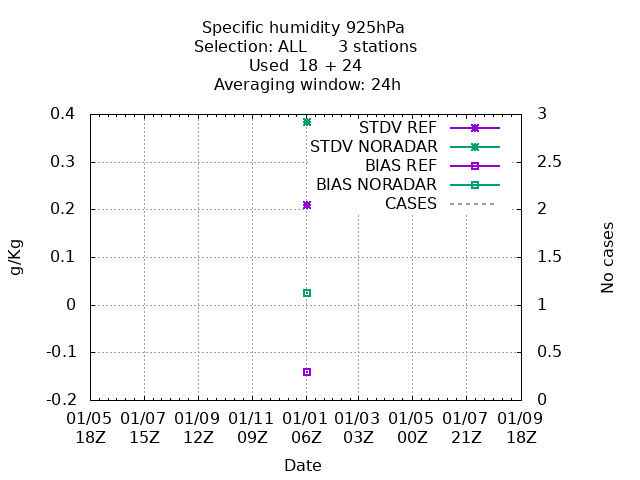 Specific humidity 925hPa
Selection: ALL      3 stations
Used  18 + 24
Averaging window: 24h
0.4
0.3
0.2
0.1
0
-0.1
-0.2
g/Kg
STDV REF
STDV NORADAR
BIAS REF
BIAS NORADAR
CASES
3
2.5
2
1.5
1
0.5
0
No cases
01/05 01/07 01/09 01/11 01/01 01/03 01/05 01/07 01/09
18Z 15Z 12Z 09Z 06Z 03Z 00Z 21Z 18Z
Date